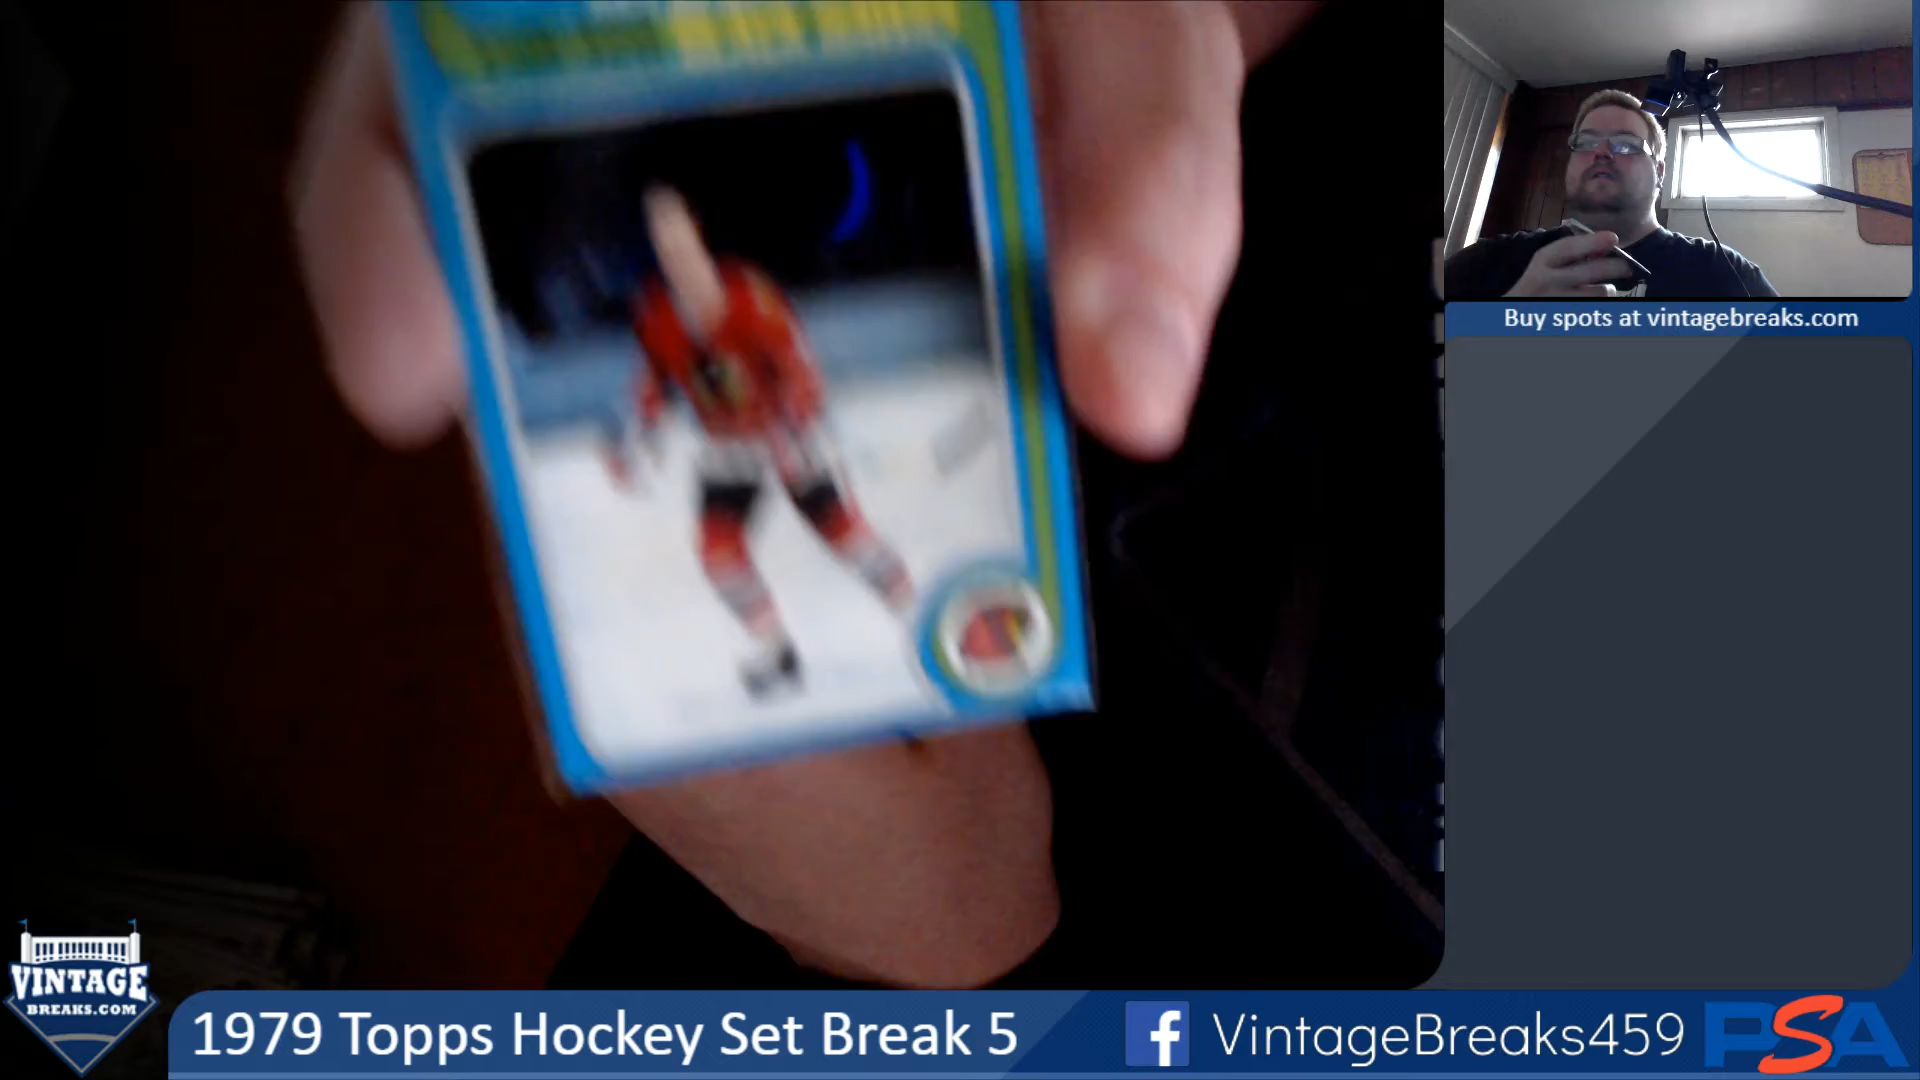 Buy spots at vintagebreaks.com
VINTAGE
BREAKS.COM
1979 Topps Hockey Set Break 5
f VintageBreaks459
PSA